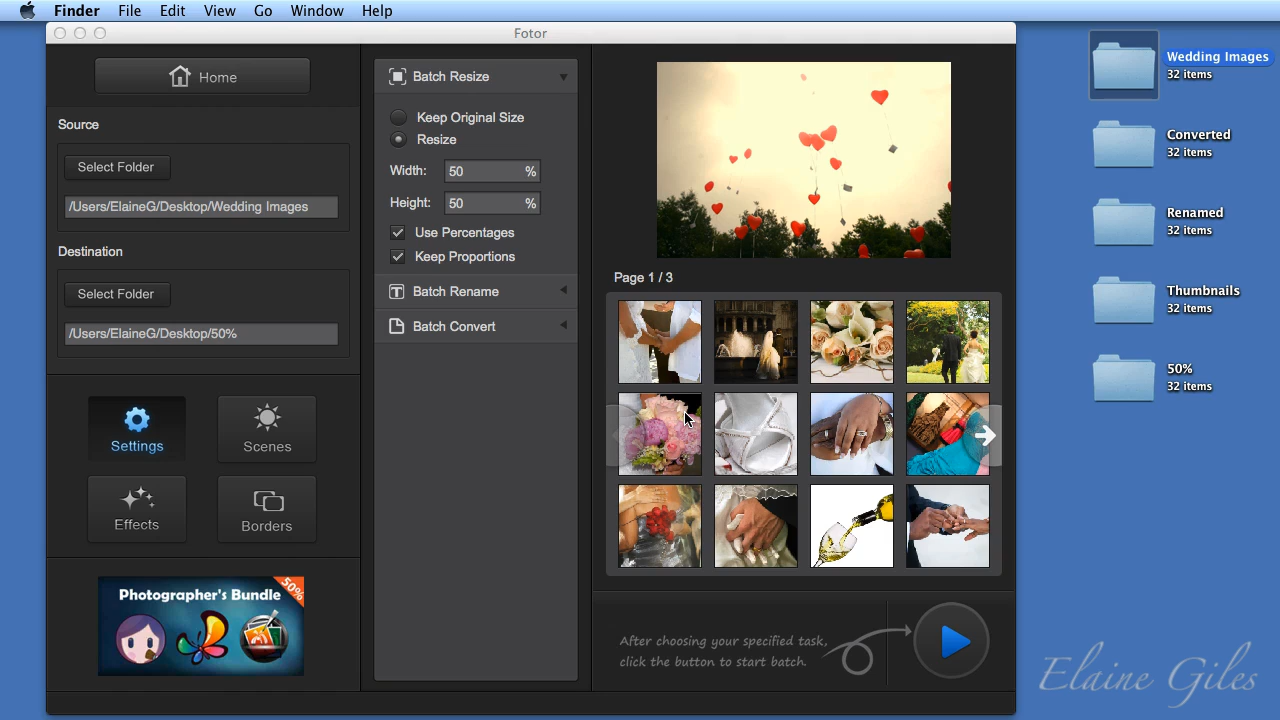 Finder File Edit View Go Window Help
Fotor
Home
Source
Select Folder
/Users/ElaineG/Desktop/Wedding Images
Destination
Select Folder
/Users/ElaineG/Desktop/50%
Settings
Scenes
Effects
Borders
50%
Photographer's Bundle
Batch Resize
Keep Original Size
Resize
Width: 50 %
Height: 50 %
Use Percentages
Keep Proportions
Batch Rename
Batch Convert
Page 1 / 3
After choosing your specified task,
click the button to start batch.
Wedding Images
32 items
Converted
32 items
Renamed
32 items
Thumbnails
32 items
50%
32 items
Elaine Giles